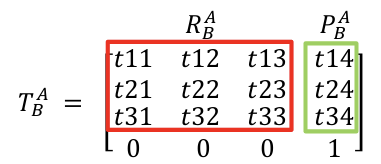 R_B^A P_B^A
t11 t12 t13 t14
t21 t22 t23 t24
T_B^A =
t31 t32 t33 t34
0 0 0 1